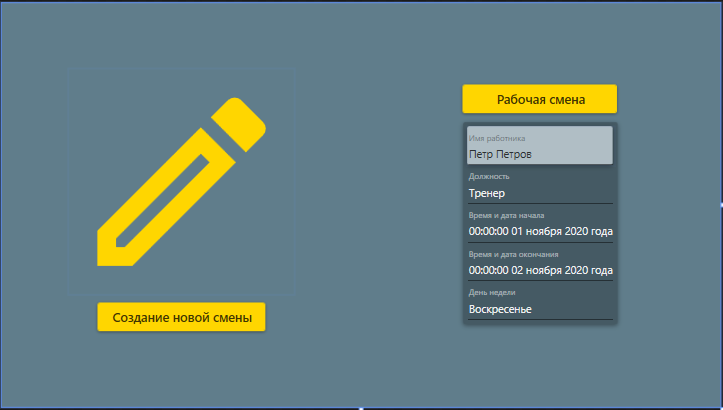 Рабочая смена
Имя работника
Петр Петров
Должность
Тренер
Время и дата начала
00:00:00 01 ноября 2020 года
Время и дата окончания
00:00:00 02 ноября 2020 года
День недели
Воскресенье
Создание новой смены